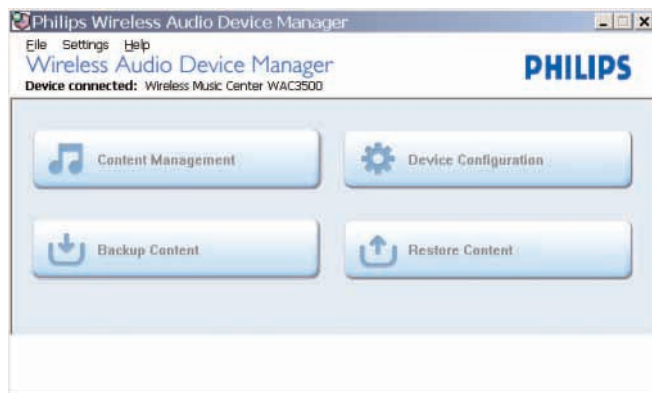 Philips Wireless Audio Device Manager
File Settings Help
Wireless Audio Device Manager
PHILIPS
Device connected: Wireless Music Center WAC3500
Content Management
Device Configuration
Backup Content
Restore Content